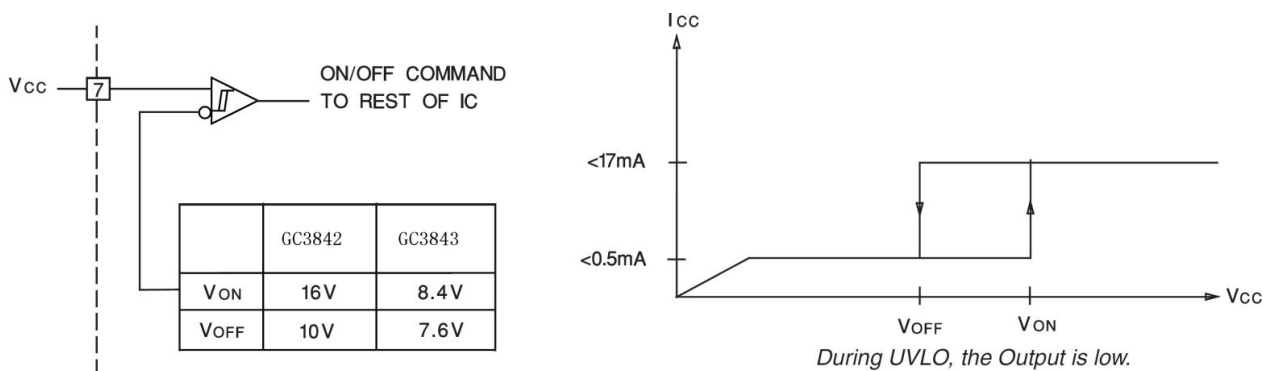 Vcc
7
ON/OFF COMMAND
TO REST OF IC
GC3842 GC3843
VON 16V 8.4V
VOFF 10V 7.6V
Icc
<17mA
<0.5mA
VOFF VON
Vcc
During UVLO, the Output is low.